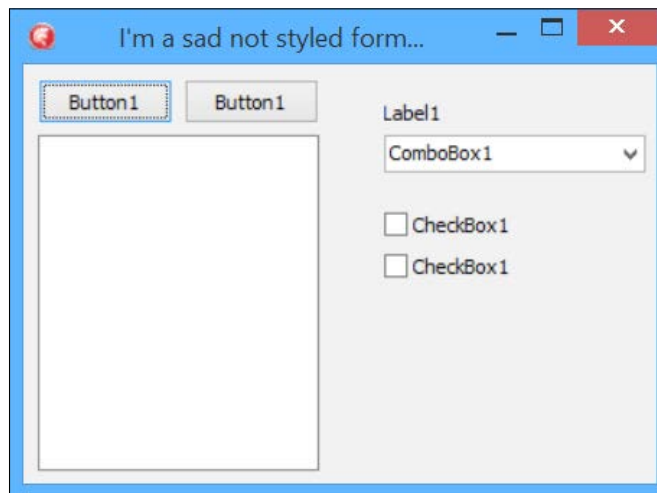 I'm a sad not styled form...
Button1
Button1
Label1
ComboBox1
CheckBox1
CheckBox1